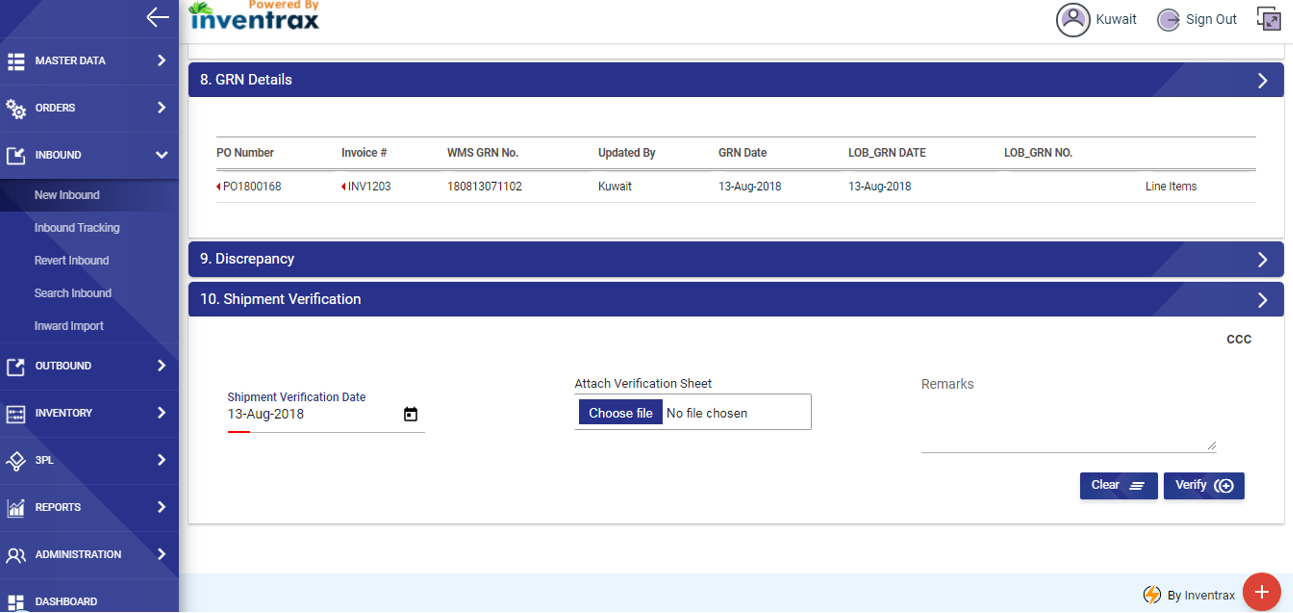 Powered By
inventrax
Kuwait
Sign Out
MASTER DATA
ORDERS
INBOUND
New Inbound
Inbound Tracking
Revert Inbound
Search Inbound
Inward Import
OUTBOUND
INVENTORY
3PL
REPORTS
ADMINISTRATION
DASHBOARD
8. GRN Details
PO Number Invoice # WMS GRN No. Updated By GRN Date LOB_GRN DATE LOB_GRN NO.
PO1800168 INV1203 180813071102 Kuwait 13-Aug-2018 13-Aug-2018 Line Items
9. Discrepancy
10. Shipment Verification
CCC
Shipment Verification Date
13-Aug-2018
Attach Verification Sheet
Choose file No file chosen
Remarks
Clear
Verify
By Inventrax